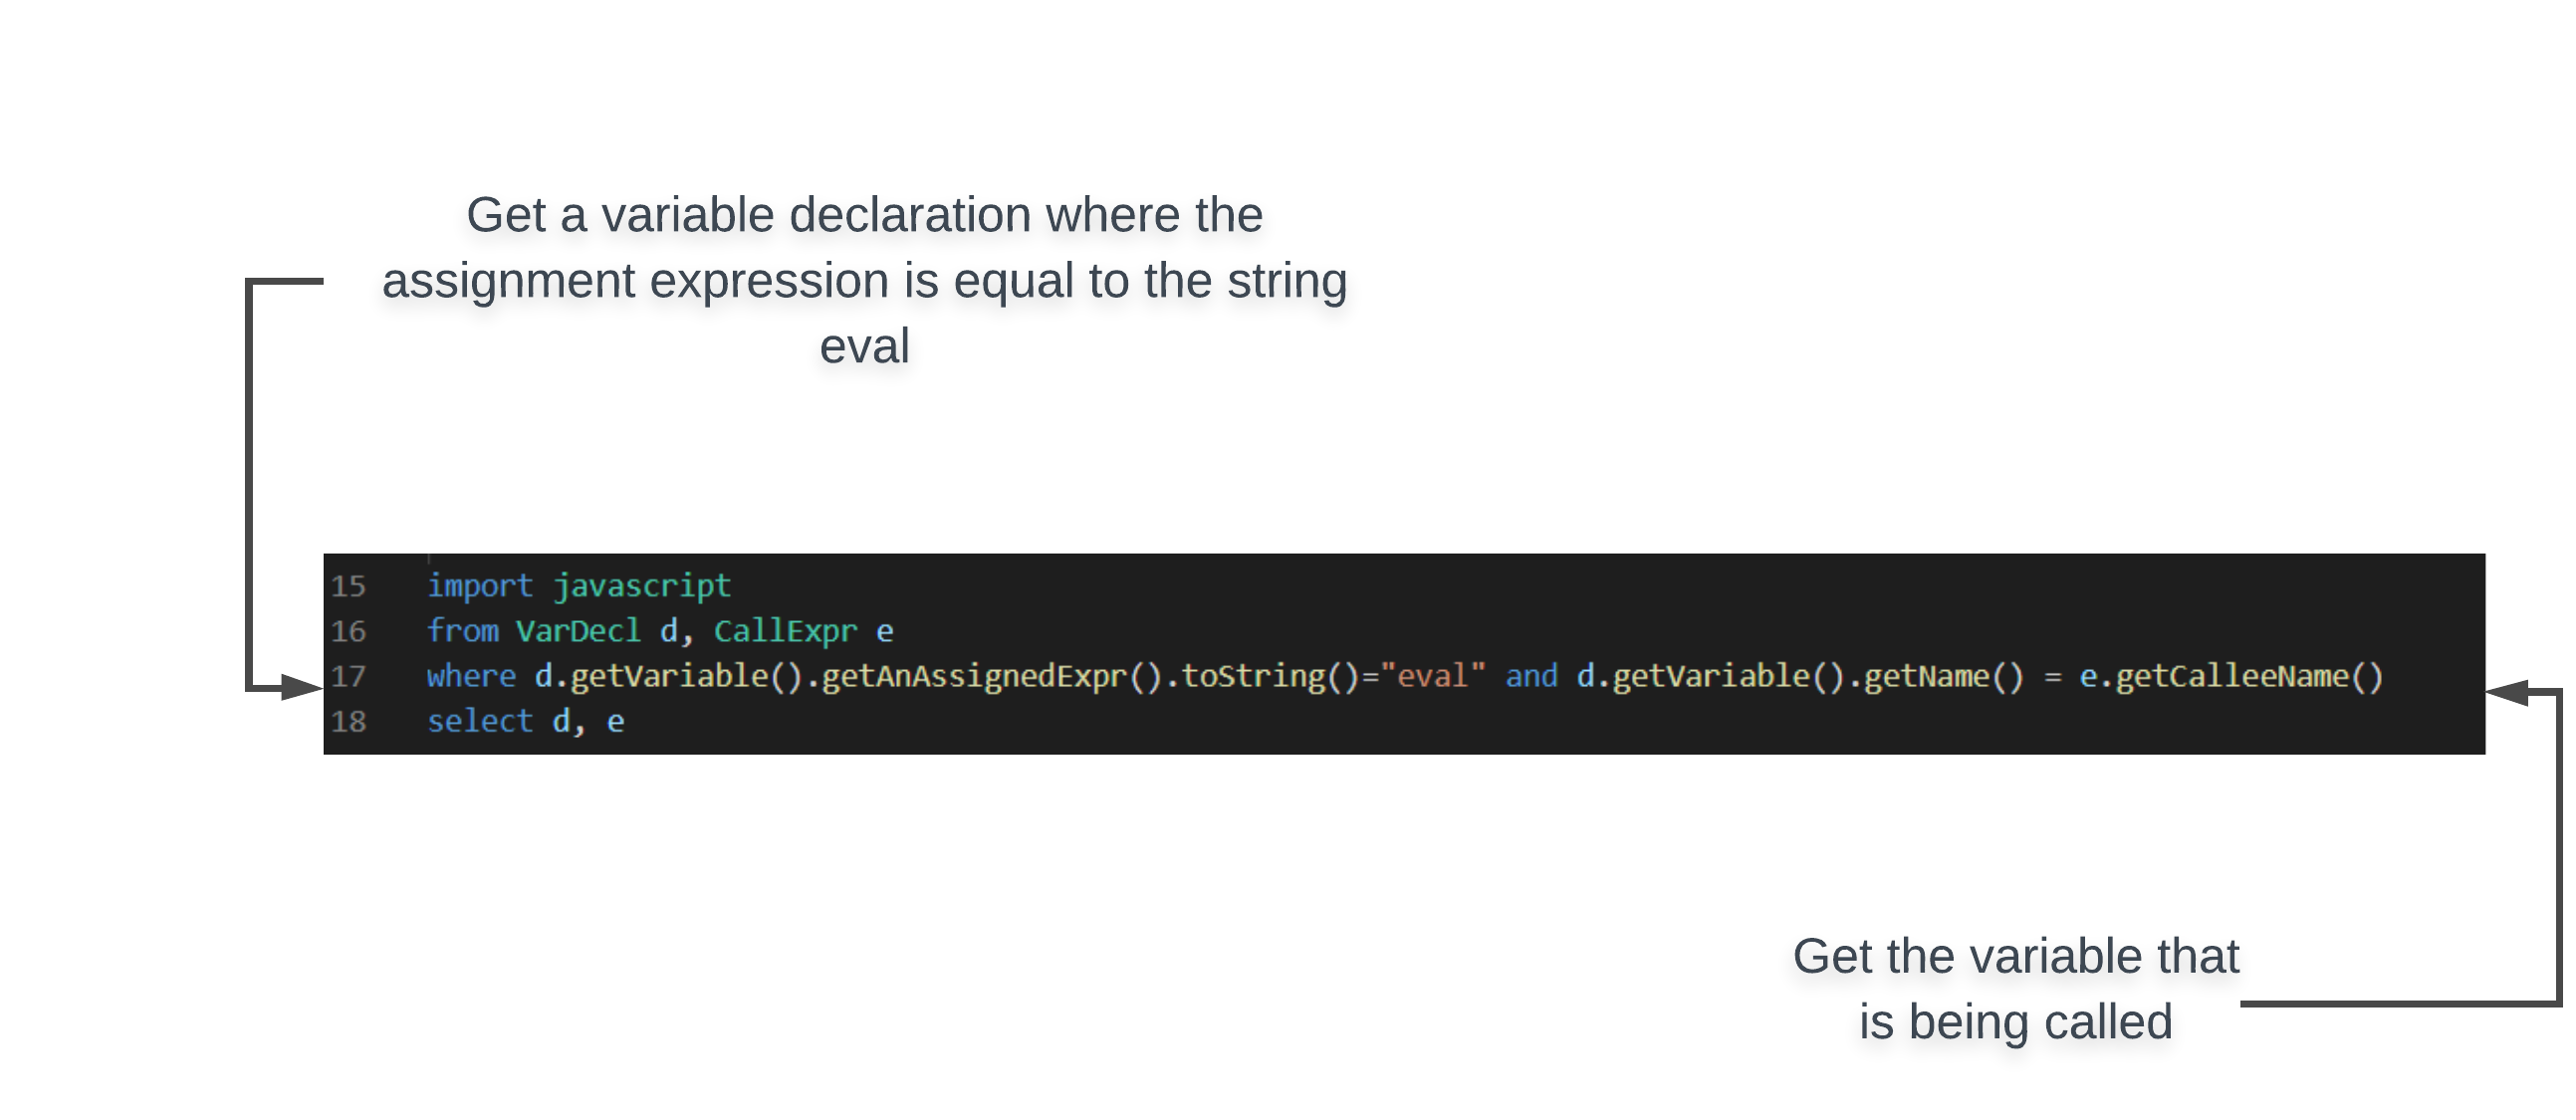 Get a variable declaration where the
assignment expression is equal to the string
eval
15 import javascript
16 from VarDecl d, CallExpr e
17 where d.getVariable().getAnAssignedExpr().toString()="eval" and d.getVariable().getName() = e.getCalleeName()
18 select d, e
Get the variable that
is being called